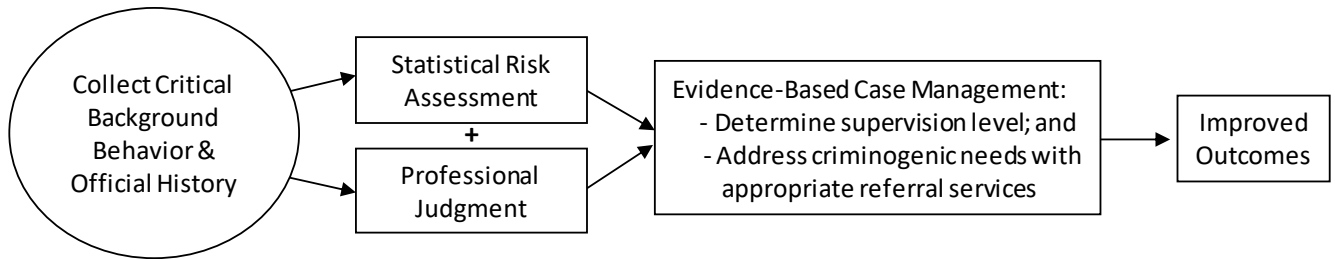 Collect Critical
Background
Behavior &
Official History
Statistical Risk
Assessment
+
Professional
Judgment
Evidence-Based Case Management:
- Determine supervision level; and
- Address criminogenic needs with
appropriate referral services
Improved
Outcomes